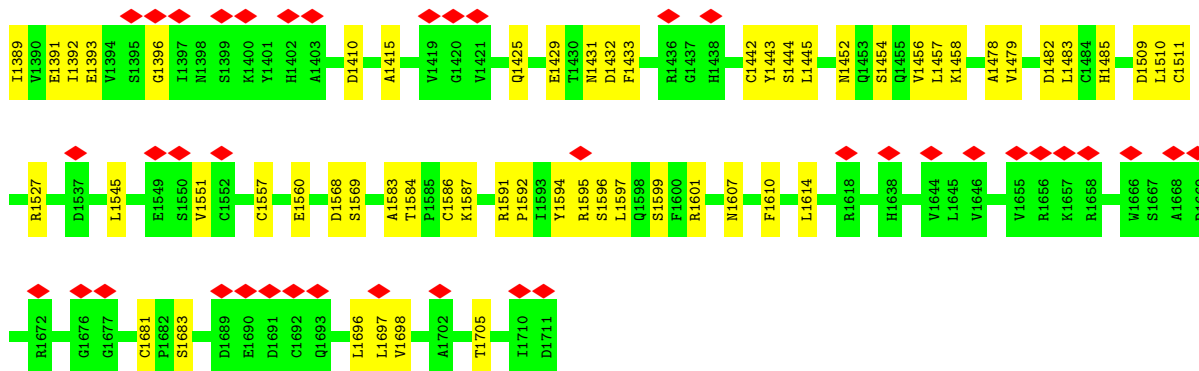 I1389 V1390 E1391 I1392 E1393 V1394 S1395 G1396 I1397 N1398 S1399 K1400 Y1401 H1402 A1403 D1410 A1415 V1419 G1420 V1421 Q1425 E1429 T1430 N1431 D1432 F1433 R1436 G1437 H1438 C1442 Y1443 S1444 L1445 N1452 Q1453 S1454 Q1455 V1456 L1457 K1458 A1478 V1479 D1482 L1483 C1484 H1485 D1509 L1510 C1511
R1527 D1537 L1545 E1549 S1550 V1551 C1552 C1557 E1560 D1568 S1569 A1583 T1584 P1585 C1586 K1587 R1591 P1592 I1593 Y1594 R1595 S1596 L1597 Q1598 S1599 F1600 R1601 N1607 F1610 L1614 R1618 H1638 V1644 L1645 V1646 V1655 R1656 K1657 R1658 W1666 S1667 A1668
R1672 G1676 G1677 C1681 P1682 S1683 D1689 E1690 D1691 C1692 Q1693 L1696 L1697 V1698 A1702 T1705 I1710 D1711